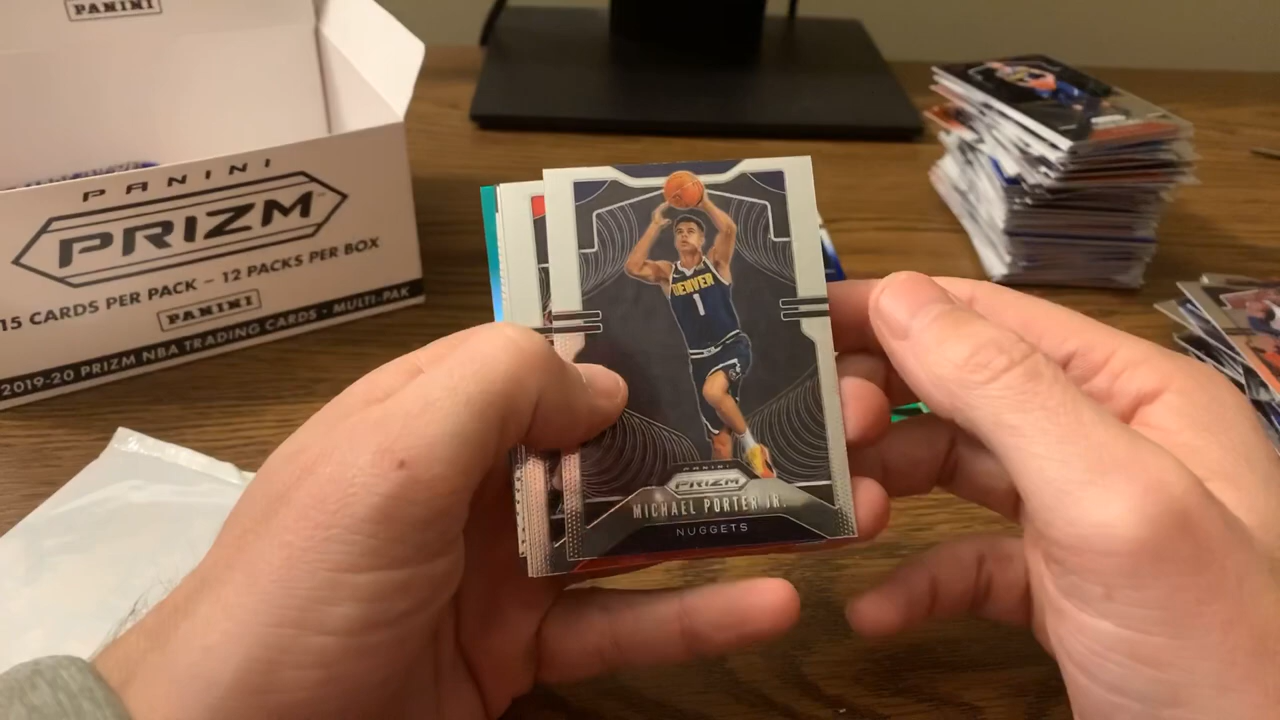 PANINI
PANINI
PRIZM
15 CARDS PER PACK – 12 PACKS PER BOX
PANINI
2019-20 PRIZM NBA TRADING CARDS • MULTI-PAK
DENVER
1
PANINI
PRIZM
MICHAEL PORTER JR.
NUGGETS